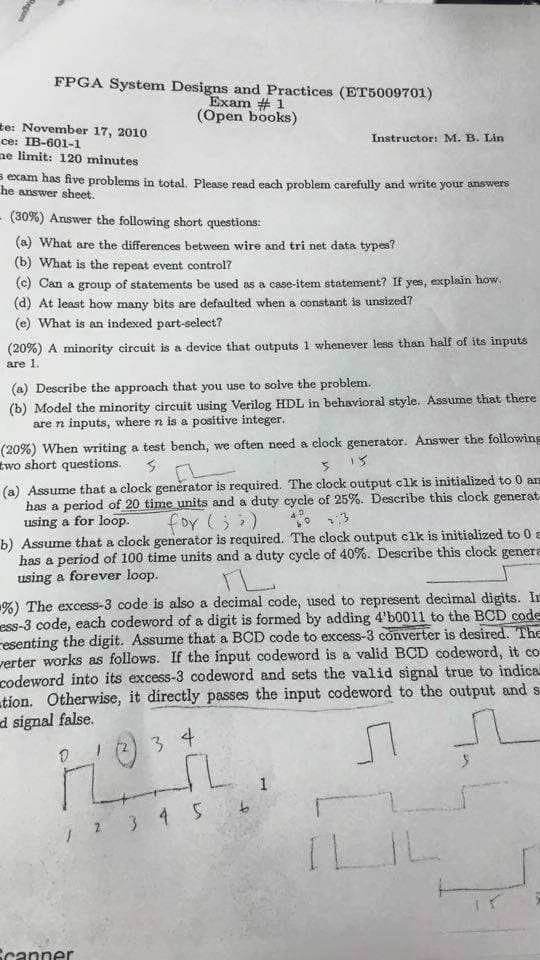 FPGA System Designs and Practices (ET5009701)
Exam # 1
(Open books)
te: November 17, 2010
ce: IB-601-1
Instructor: M. B. Lin
me limit: 120 minutes
s exam has five problems in total. Please read each problem carefully and write your answers
he answer sheet.
. (30%) Answer the following short questions:
(a) What are the differences between wire and tri net data types?
(b) What is the repeat event control?
(c) Can a group of statements be used as a case-item statement? If yes, explain how.
(d) At least how many bits are defaulted when a constant is unsized?
(e) What is an indexed part-select?
(20%) A minority circuit is a device that outputs 1 whenever less than half of its inputs
are 1.
(a) Describe the approach that you use to solve the problem.
(b) Model the minority circuit using Verilog HDL in behavioral style. Assume that there
are n inputs, where n is a positive integer.
(20%) When writing a test bench, we often need a clock generator. Answer the following
two short questions.
5 5 15
(a) Assume that a clock generator is required. The clock output clk is initialized to 0 an
has a period of 20 time units and a duty cycle of 25%. Describe this clock generat
using a for loop.
for ( ; ; )
b) Assume that a clock generator is required. The clock output clk is initialized to 0 a
has a period of 100 time units and a duty cycle of 40%. Describe this clock genera
using a forever loop.
%) The excess-3 code is also a decimal code, used to represent decimal digits. In
ess-3 code, each codeword of a digit is formed by adding 4'b0011 to the BCD code
resenting the digit. Assume that a BCD code to excess-3 converter is desired. The
verter works as follows. If the input codeword is a valid BCD codeword, it co
codeword into its excess-3 codeword and sets the valid signal true to indica
tion. Otherwise, it directly passes the input codeword to the output and s
d signal false.
0 1 2 3 4
5
1
1 2 3 4 5 6
15
Scanner